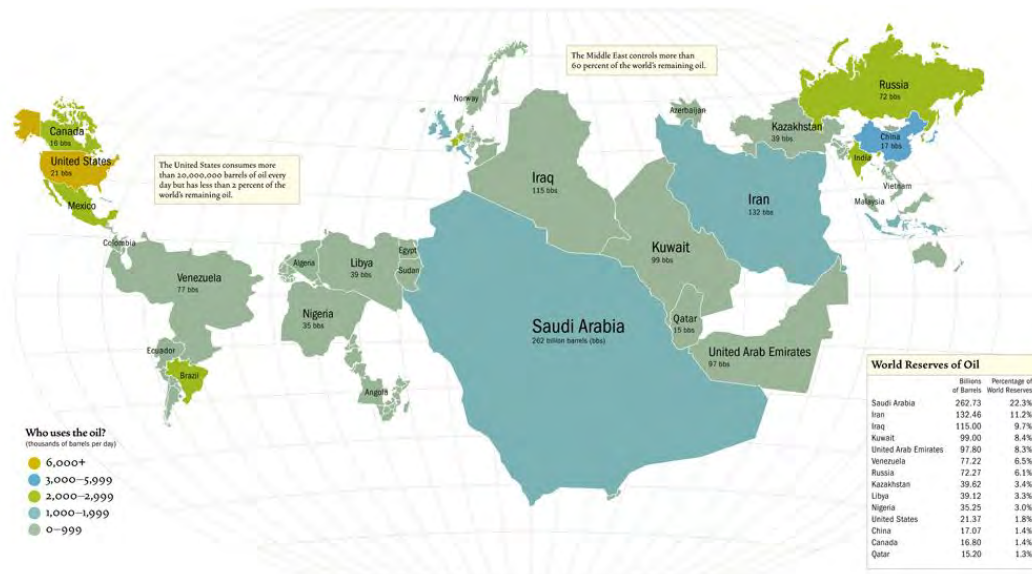 The Middle East controls more than
60 percent of the world's remaining oil.
Russia
72 bbs
Norway
Azerbaijan
Kazakhstan
39 bbs
Canada
16 bbs
China
17 bbs
United States
21 bbs
The United States consumes more
than 20,000,000 barrels of oil every
day but has less than 2 percent of the
world's remaining oil.
India
Iraq
115 bbs
Iran
132 bbs
Vietnam
Mexico
Malaysia
Colombia
Kuwait
99 bbs
Egypt
Algeria
Libya
39 bbs
Sudan
Venezuela
77 bbs
Nigeria
35 bbs
Saudi Arabia
262 billion barrels (bbs)
Qatar
15 bbs
United Arab Emirates
97 bbs
Ecuador
Brazil
Angola
Who uses the oil?
(thousands of barrels per day)
6,000+
3,000–5,999
2,000–2,999
1,000–1,999
0–999
World Reserves of Oil
Billions Percentage of
of Barrels World Reserves
Saudi Arabia 262.73 22.3%
Iran 132.46 11.2%
Iraq 115.00 9.7%
Kuwait 99.00 8.4%
United Arab Emirates 97.80 8.3%
Venezuela 77.22 6.5%
Russia 72.27 6.1%
Kazakhstan 39.62 3.4%
Libya 39.12 3.3%
Nigeria 35.25 3.0%
United States 21.37 1.8%
China 17.07 1.4%
Canada 16.80 1.4%
Qatar 15.20 1.3%